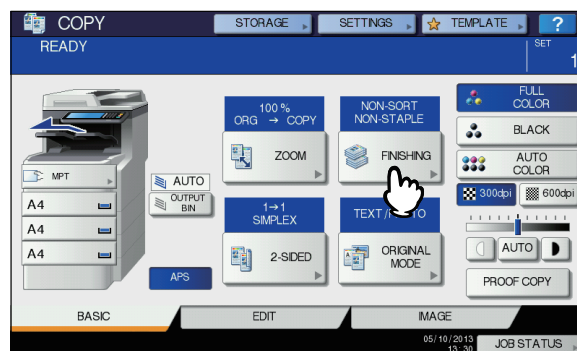 COPY
STORAGE
SETTINGS
TEMPLATE
?
READY
SET
1
100 %
ORG → COPY
NON-SORT
NON-STAPLE
FULL
COLOR
ZOOM
FINISHING
BLACK
MPT
AUTO
OUTPUT
BIN
AUTO
COLOR
300dpi
600dpi
A4
A4
A4
1→1
SIMPLEX
2-SIDED
ORIGINAL
MODE
AUTO
APS
PROOF COPY
BASIC
EDIT
IMAGE
05/10/2013
13:30
JOB STATUS